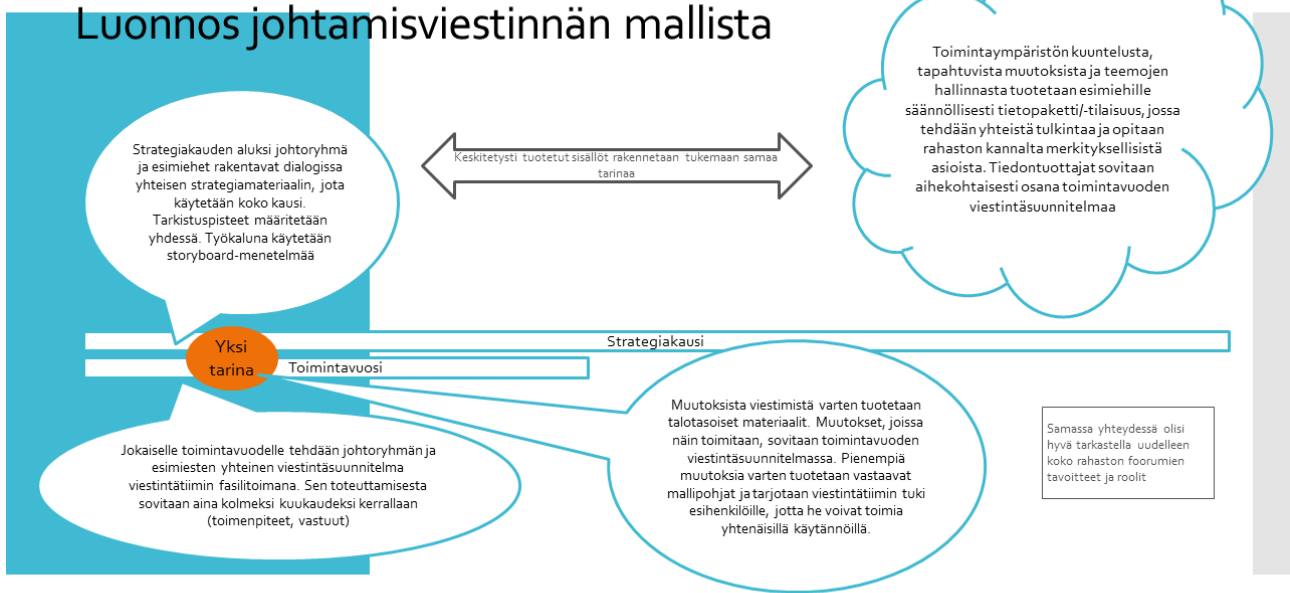 Luonnos johtamisviestinnän mallista
Toimintaympäristön kuuntelusta,
tapahtuvista muutoksista ja teemojen
hallinnasta tuotetaan esimiehille
säännöllisesti tietopaketti/-tilaisuus, jossa
tehdään yhteistä tulkintaa ja opitaan
rahaston kannalta merkityksellisistä
asioista. Tiedontuottajat sovitaan
aihekohtaisesti osana toimintavuoden
viestintäsuunnitelmaa
Strategiakauden aluksi johtoryhmä
ja esimiehet rakentavat dialogissa
yhteisen strategiamateriaalin, jota
käytetään koko kausi.
Tarkistuspisteet määritetään
yhdessä. Työkaluna käytetään
storyboard-menetelmää
Keskitetysti tuotetut sisällöt rakennetaan tukemaan samaa
tarinaa
Strategiakausi
Yksi
tarina
Toimintavuosi
Muutoksista viestimistä varten tuotetaan
talotasoiset materiaalit. Muutokset, joissa
näin toimitaan, sovitaan toimintavuoden
viestintäsuunnitelmassa. Pienempiä
muutoksia varten tuotetaan vastaavat
mallipohjat ja tarjotaan viestintätiimin tuki
esihenkilöille, jotta he voivat toimia
yhtenäisillä käytännöillä.
Jokaiselle toimintavuodelle tehdään johtoryhmän ja
esimiesten yhteinen viestintäsuunnitelma
viestintätiimin fasilitoimana. Sen toteuttamisesta
sovitaan aina kolmeksi kuukaudeksi kerrallaan
(toimenpiteet, vastuut)
Samassa yhteydessä olisi
hyvä tarkastella uudelleen
koko rahaston foorumien
tavoitteet ja roolit